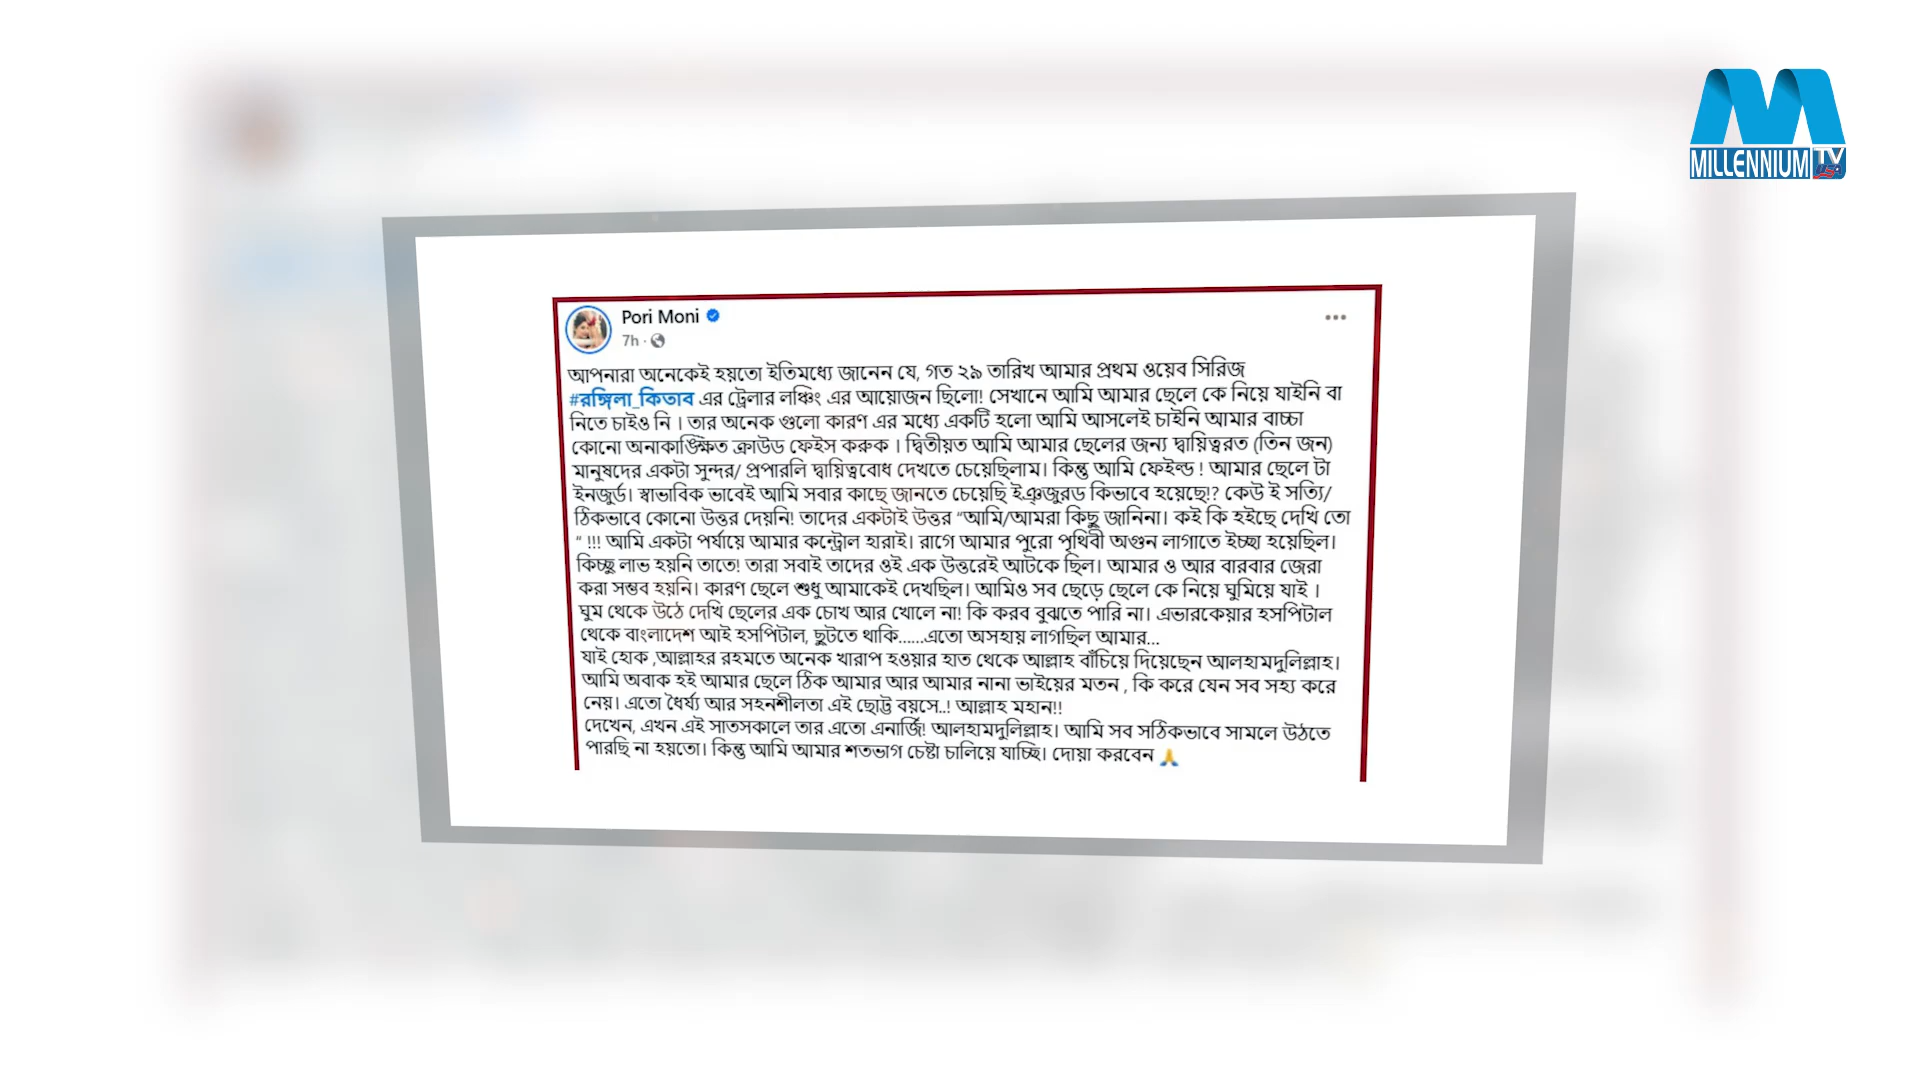 MILLENNIUM TV
USA
Pori Moni
7h ·
আপনারা অনেকেই হয়তো ইতিমধ্যে জানেন যে, গত ২৯ তারিখ আমার প্রথম ওয়েব সিরিজ
#রঙ্গিলা_কিতাব এর ট্রেলার লঞ্চিং এর আয়োজন ছিলো! সেখানে আমি আমার ছেলে কে নিয়ে যাইনি বা
নিতে চাইও নি । তার অনেক গুলো কারণ এর মধ্যে একটি হলো আমি আসলেই চাইনি আমার বাচ্চা
কোনো অনাকাঙ্ক্ষিত ক্রাউড ফেইস করুক । দ্বিতীয়ত আমি আমার ছেলের জন্য দ্বায়িত্বরত (তিন জন)
মানুষদের একটা সুন্দর/ প্রপারলি দ্বায়িত্ববোধ দেখতে চেয়েছিলাম। কিন্তু আমি ফেইল্ড ! আমার ছেলে টা
ইনজুর্ড। স্বাভাবিক ভাবেই আমি সবার কাছে জানতে চেয়েছি ইঞ্জুরড কিভাবে হয়েছে!? কেউ ই সত্যি/
ঠিকভাবে কোনো উত্তর দেয়নি! তাদের একটাই উত্তর “আমি/আমরা কিছু জানিনা। কই কি হইছে দেখি তো
“ !!! আমি একটা পর্যায়ে আমার কন্ট্রোল হারাই। রাগে আমার পুরো পৃথিবী অগুন লাগাতে ইচ্ছা হয়েছিল।
কিচ্ছু লাভ হয়নি তাতে! তারা সবাই তাদের ওই এক উত্তরেই আটকে ছিল। আমার ও আর বারবার জেরা
করা সম্ভব হয়নি। কারণ ছেলে শুধু আমাকেই দেখছিল। আমিও সব ছেড়ে ছেলে কে নিয়ে ঘুমিয়ে যাই ।
ঘুম থেকে উঠে দেখি ছেলের এক চোখ আর খোলে না! কি করব বুঝতে পারি না। এভারকেয়ার হসপিটাল
থেকে বাংলাদেশ আই হসপিটাল, ছুটতে থাকি......এতো অসহায় লাগছিল আমার...
যাই হোক ,আল্লাহর রহমতে অনেক খারাপ হওয়ার হাত থেকে আল্লাহ বাঁচিয়ে দিয়েছেন আলহামদুলিল্লাহ।
আমি অবাক হই আমার ছেলে ঠিক আমার আর আমার নানা ভাইয়ের মতন , কি করে যেন সব সহ্য করে
নেয়। এতো ধৈর্য্য আর সহনশীলতা এই ছোট্ট বয়সে..! আল্লাহ মহান!!
দেখেন, এখন এই সাতসকালে তার এতো এনার্জি! আলহামদুলিল্লাহ। আমি সব সঠিকভাবে সামলে উঠতে
পারছি না হয়তো। কিন্তু আমি আমার শতভাগ চেষ্টা চালিয়ে যাচ্ছি। দোয়া করবেন 🙏